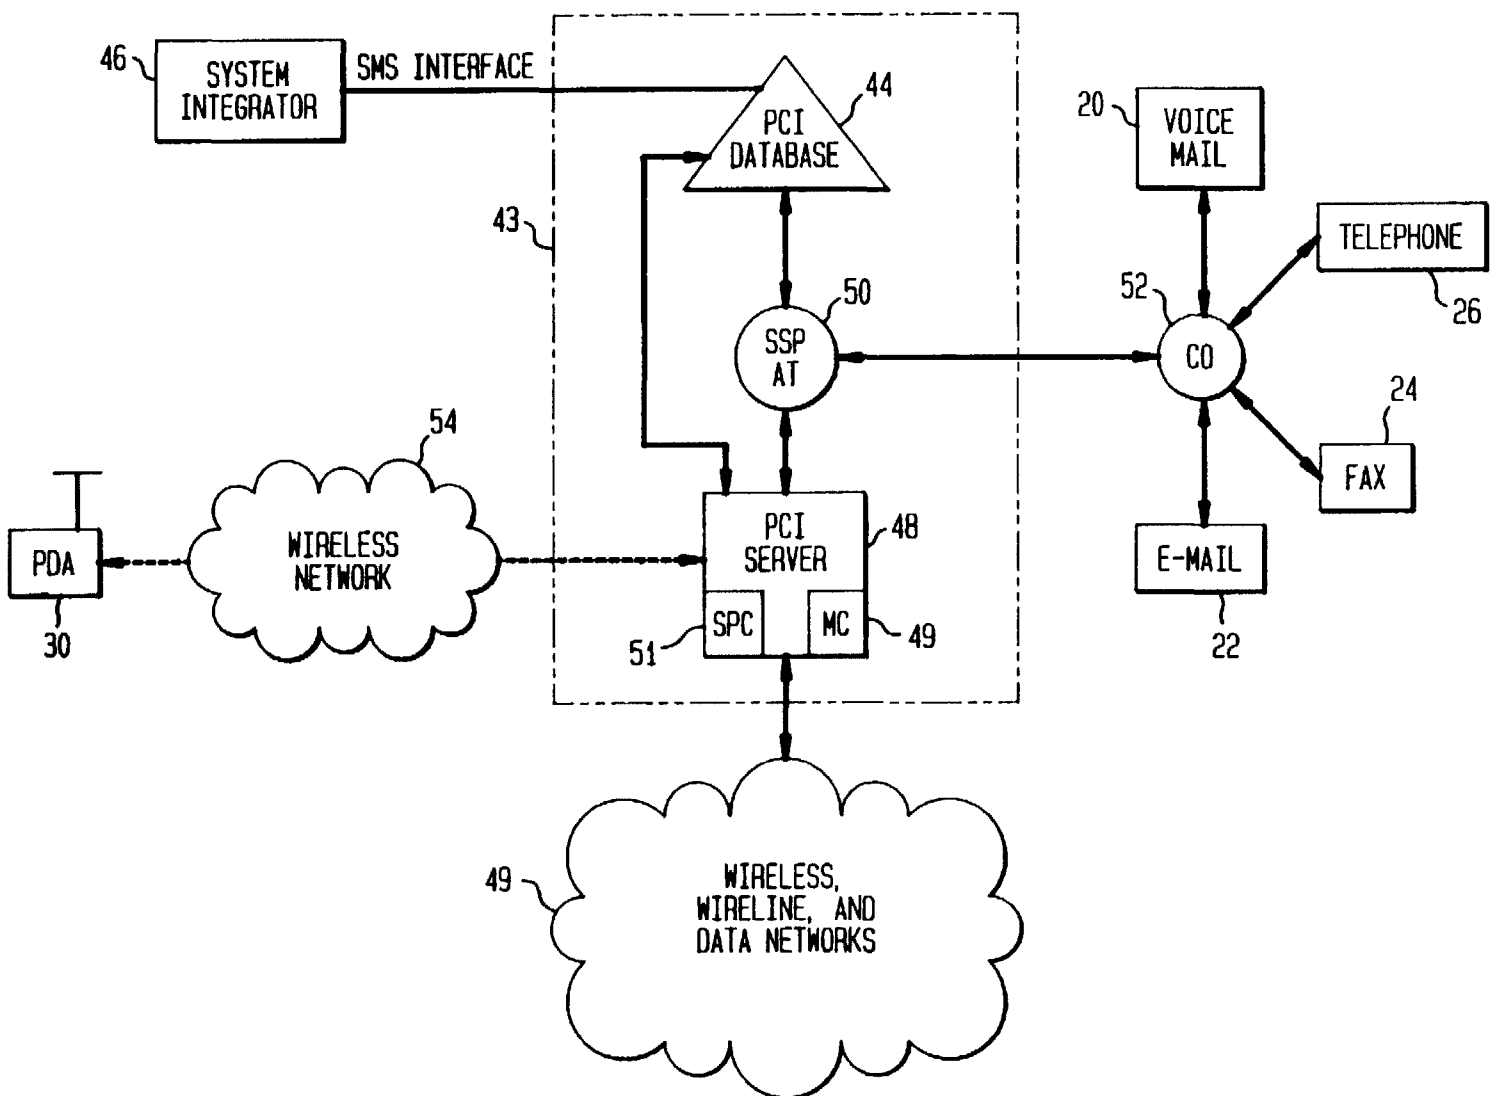 46
SYSTEM
INTEGRATOR
SMS INTERFACE
44
PCI
DATABASE
20
VOICE
MAIL
43
TELEPHONE
26
50
SSP
AT
52
CO
24
FAX
54
WIRELESS
NETWORK
PDA
30
PCI
SERVER
48
SPC
51
MC
49
E-MAIL
22
49
WIRELESS,
WIRELINE, AND
DATA NETWORKS